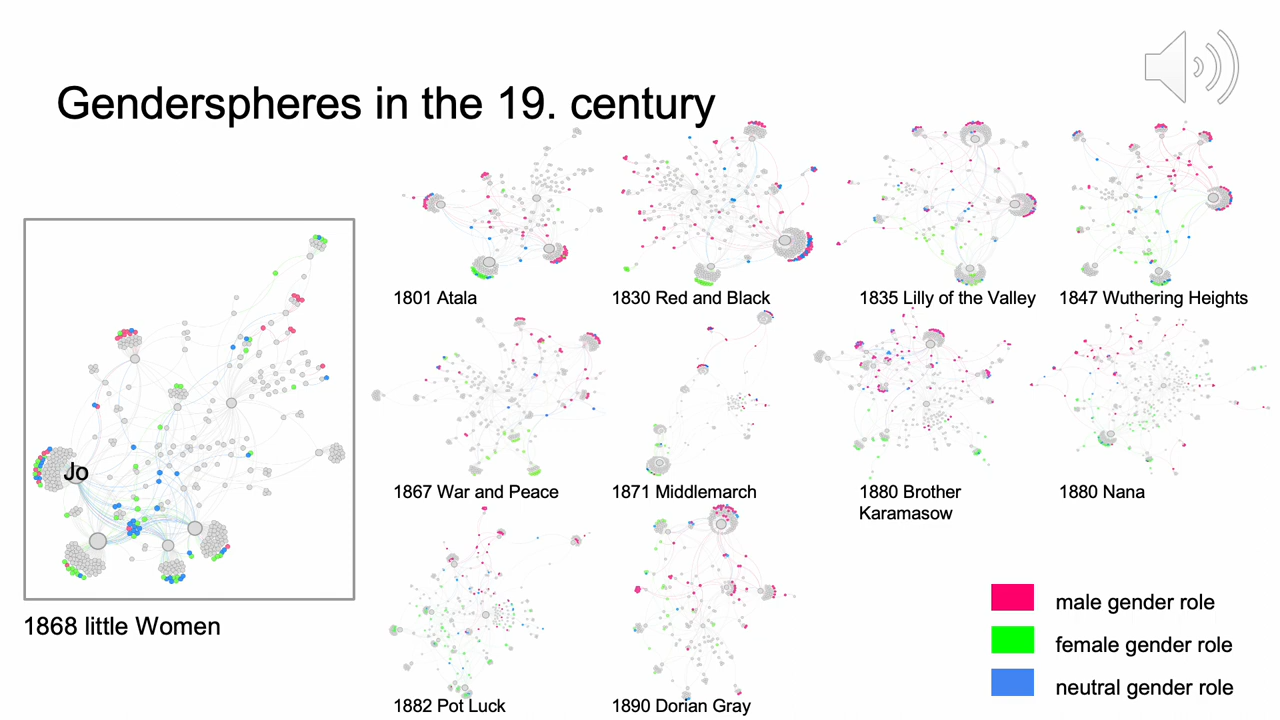 Genderspheres in the 19. century
Jo
1868 little Women
1801 Atala
1830 Red and Black
1835 Lilly of the Valley
1847 Wuthering Heights
1867 War and Peace
1871 Middlemarch
1880 Brother
Karamasow
1880 Nana
1882 Pot Luck
1890 Dorian Gray
male gender role
female gender role
neutral gender role